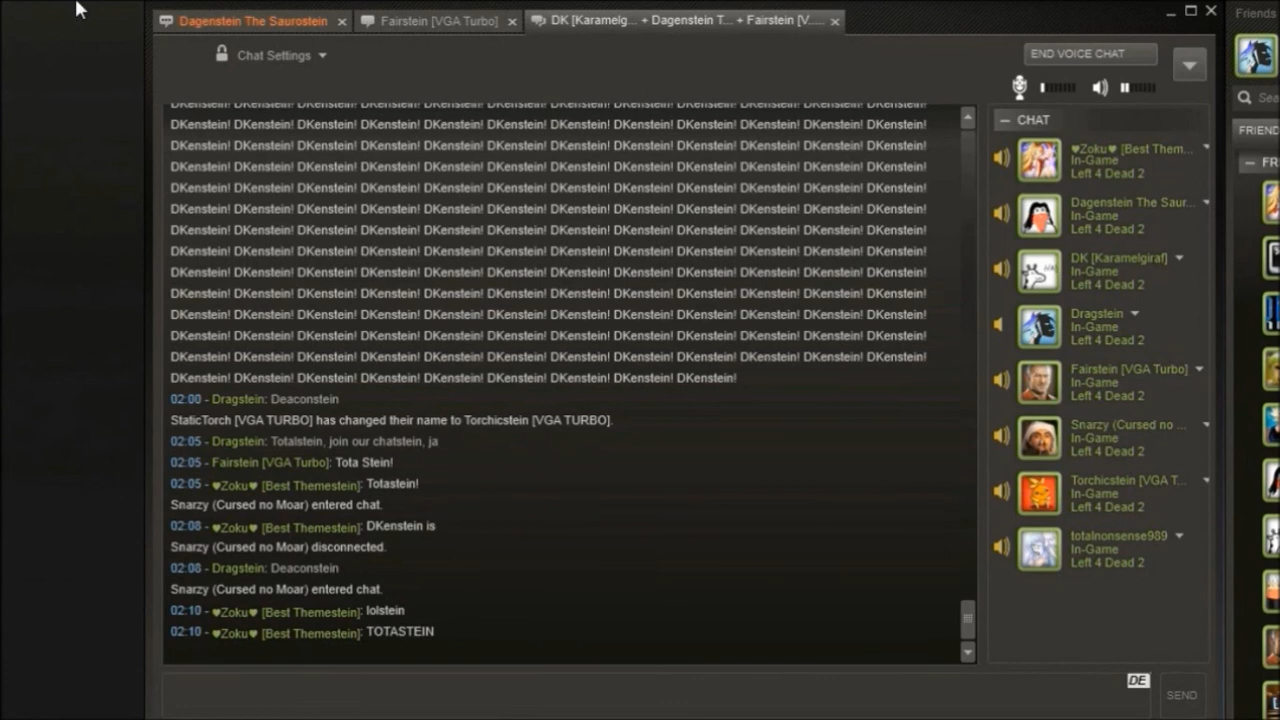 Dagenstein The Saurostein
Fairstein [VGA Turbo]
DK [Karamelg... + Dagenstein T... + Fairstein [V.....
Friends
Chat Settings
END VOICE CHAT
DKenstein! DKenstein! DKenstein! DKenstein! DKenstein! DKenstein! DKenstein! DKenstein! DKenstein! DKenstein! DKenstein! DKenstein!
DKenstein! DKenstein! DKenstein! DKenstein! DKenstein! DKenstein! DKenstein! DKenstein! DKenstein! DKenstein! DKenstein! DKenstein!
DKenstein! DKenstein! DKenstein! DKenstein! DKenstein! DKenstein! DKenstein! DKenstein! DKenstein! DKenstein! DKenstein! DKenstein!
DKenstein! DKenstein! DKenstein! DKenstein! DKenstein! DKenstein! DKenstein! DKenstein! DKenstein! DKenstein! DKenstein! DKenstein!
DKenstein! DKenstein! DKenstein! DKenstein! DKenstein! DKenstein! DKenstein! DKenstein! DKenstein! DKenstein! DKenstein! DKenstein!
DKenstein! DKenstein! DKenstein! DKenstein! DKenstein! DKenstein! DKenstein! DKenstein! DKenstein! DKenstein! DKenstein! DKenstein!
DKenstein! DKenstein! DKenstein! DKenstein! DKenstein! DKenstein! DKenstein! DKenstein! DKenstein! DKenstein! DKenstein! DKenstein!
DKenstein! DKenstein! DKenstein! DKenstein! DKenstein! DKenstein! DKenstein! DKenstein! DKenstein! DKenstein! DKenstein! DKenstein!
DKenstein! DKenstein! DKenstein! DKenstein! DKenstein! DKenstein! DKenstein! DKenstein! DKenstein! DKenstein! DKenstein! DKenstein!
DKenstein! DKenstein! DKenstein! DKenstein! DKenstein! DKenstein! DKenstein! DKenstein! DKenstein! DKenstein! DKenstein! DKenstein!
DKenstein! DKenstein! DKenstein! DKenstein! DKenstein! DKenstein! DKenstein! DKenstein! DKenstein! DKenstein! DKenstein! DKenstein!
DKenstein! DKenstein! DKenstein! DKenstein! DKenstein! DKenstein! DKenstein! DKenstein! DKenstein! DKenstein! DKenstein! DKenstein!
DKenstein! DKenstein! DKenstein! DKenstein! DKenstein! DKenstein! DKenstein! DKenstein! DKenstein! DKenstein! DKenstein! DKenstein!
DKenstein! DKenstein! DKenstein! DKenstein! DKenstein! DKenstein! DKenstein! DKenstein! DKenstein!
02:00 - Dragstein: Deaconstein
StaticTorch [VGA TURBO] has changed their name to Torchicstein [VGA TURBO].
02:05 - Dragstein: Totalstein, join our chatstein, ja
02:05 - Fairstein [VGA Turbo]: Tota Stein!
02:05 - ♥Zoku♥ [Best Themestein]: Totastein!
Snarzy (Cursed no Moar) entered chat.
02:08 - ♥Zoku♥ [Best Themestein]: DKenstein is
Snarzy (Cursed no Moar) disconnected.
02:08 - Dragstein: Deaconstein
Snarzy (Cursed no Moar) entered chat.
02:10 - ♥Zoku♥ [Best Themestein]: lolstein
02:10 - ♥Zoku♥ [Best Themestein]: TOTASTEIN
DE
SEND
CHAT
♥Zoku♥ [Best Them...
In-Game
Left 4 Dead 2
Dagenstein The Saur...
In-Game
Left 4 Dead 2
DK [Karamelgiraf]
In-Game
Left 4 Dead 2
Dragstein
In-Game
Left 4 Dead 2
Fairstein [VGA Turbo]
In-Game
Left 4 Dead 2
Snarzy (Cursed no ...
In-Game
Left 4 Dead 2
Torchicstein [VGA T...
In-Game
Left 4 Dead 2
totalnonsense989
In-Game
Left 4 Dead 2
Sea
FRIEND
FR